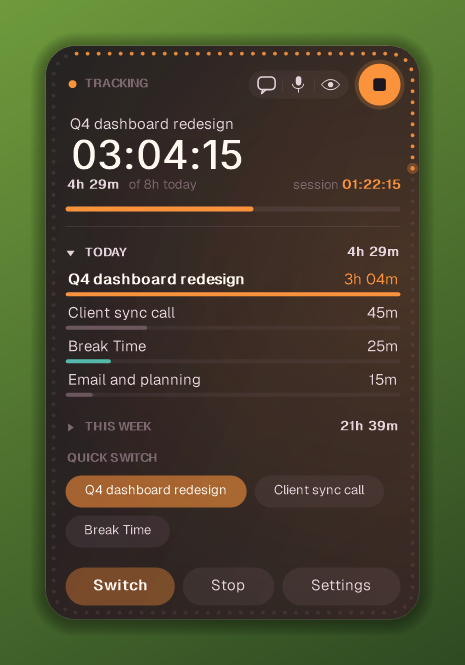 TRACKING
Q4 dashboard redesign
03:04:15
4h 29m of 8h today session 01:22:15
TODAY 4h 29m
Q4 dashboard redesign 3h 04m
Client sync call 45m
Break Time 25m
Email and planning 15m
THIS WEEK 21h 39m
QUICK SWITCH
Q4 dashboard redesign Client sync call
Break Time
Switch Stop Settings